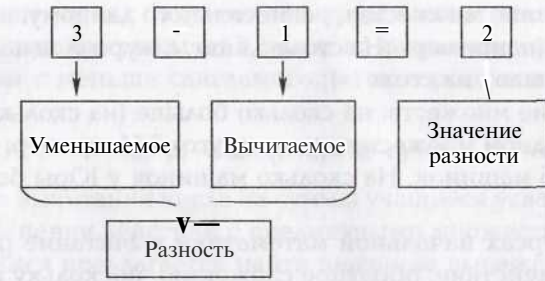 3 - 1 = 2
Уменьшаемое Вычитаемое Значение
разности
Разность